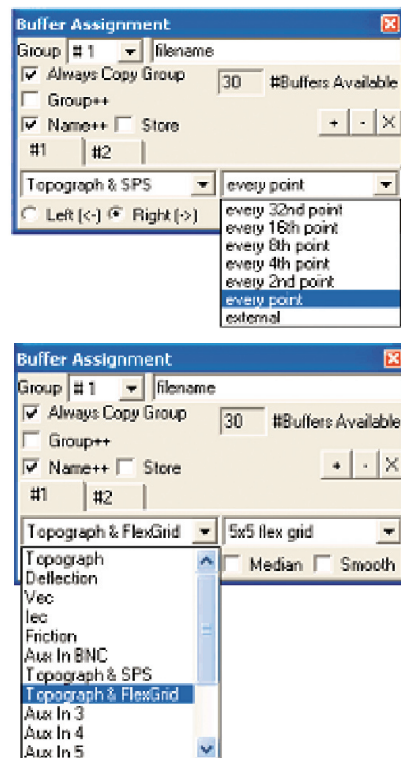 Buffer Assignment
Group #1 filename
Always Copy Group 30 #Buffers Available
Group++
Name++ Store + - X
#1 #2
Topograph & SPS every point
Left (<-) Right (->)
every 32nd point
every 16th point
every 8th point
every 4th point
every 2nd point
every point
external
Buffer Assignment
Group #1 filename
Always Copy Group 30 #Buffers Available
Group++
Name++ Store + - X
#1 #2
Topograph & FlexGrid 5x5 flex grid
Median Smooth
Topograph
Deflection
Vec
Iec
Friction
Aux In BNC
Topograph & SPS
Topograph & FlexGrid
Aux In 3
Aux In 4
Aux In 5